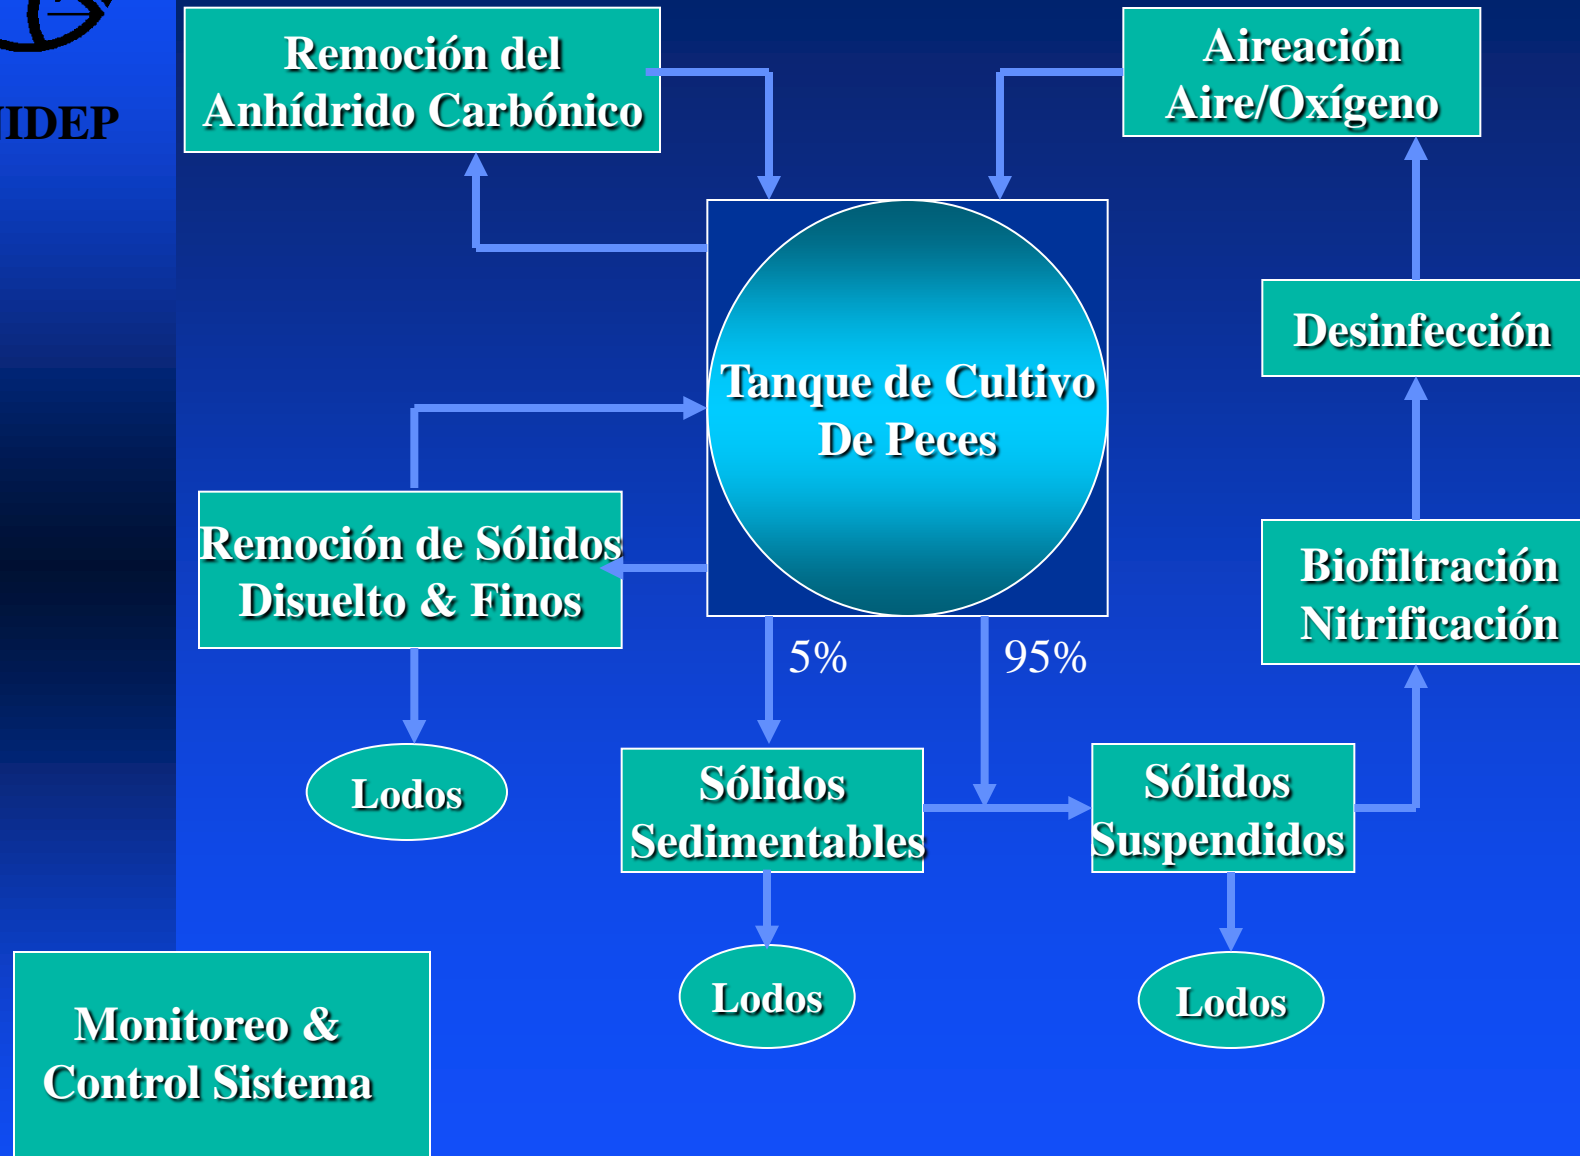 Remoción del
Anhídrido Carbónico
Aireación
Aire/Oxígeno
Desinfección
Tanque de Cultivo
De Peces
Remoción de Sólidos
Disuelto & Finos
Biofiltración
Nitrificación
5%
95%
Lodos
Sólidos
Sedimentables
Sólidos
Suspendidos
Lodos
Lodos
Monitoreo &
Control Sistema